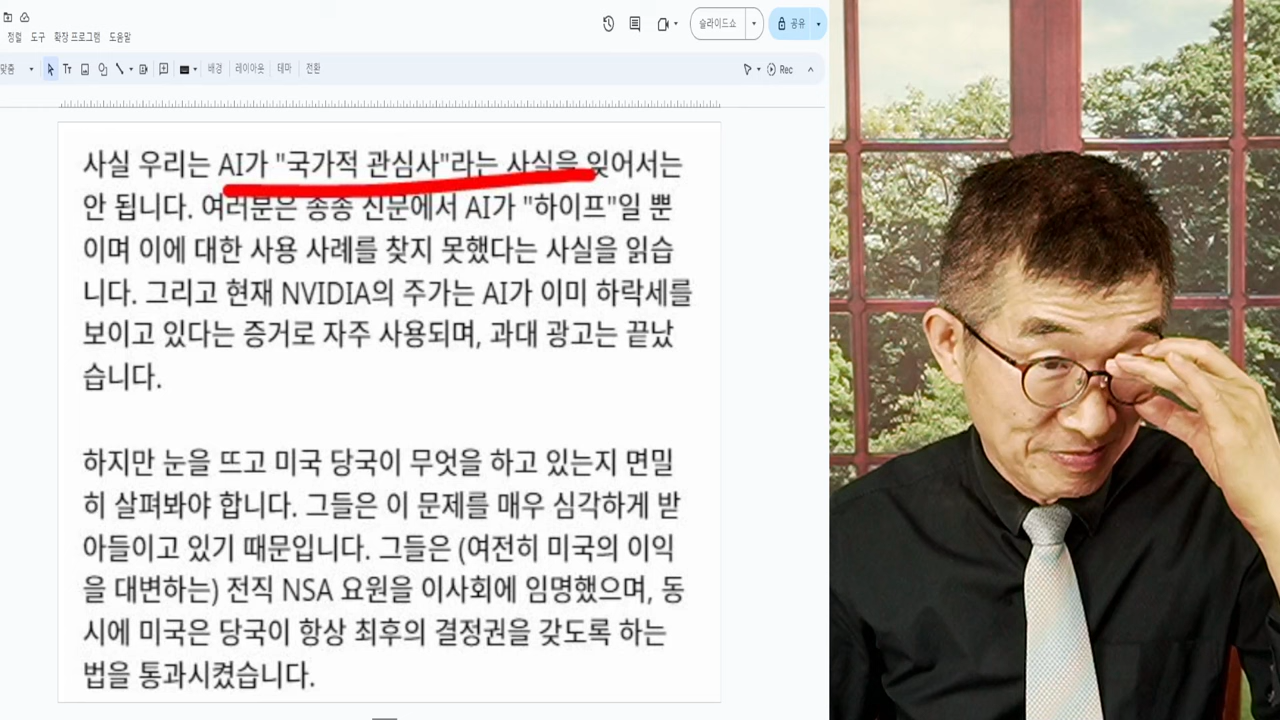 정렬 도구 확장 프로그램 도움말
슬라이드쇼
공유
맞춤
Tт
배경 레이아웃 테마 전환
Rec
사실 우리는 AI가 "국가적 관심사"라는 사실을 잊어서는
안 됩니다. 여러분은 종종 신문에서 AI가 "하이프"일 뿐
이며 이에 대한 사용 사례를 찾지 못했다는 사실을 읽습
니다. 그리고 현재 NVIDIA의 주가는 AI가 이미 하락세를
보이고 있다는 증거로 자주 사용되며, 과대 광고는 끝났
습니다.
하지만 눈을 뜨고 미국 당국이 무엇을 하고 있는지 면밀
히 살펴봐야 합니다. 그들은 이 문제를 매우 심각하게 받
아들이고 있기 때문입니다. 그들은 (여전히 미국의 이익
을 대변하는) 전직 NSA 요원을 이사회에 임명했으며, 동
시에 미국은 당국이 항상 최후의 결정권을 갖도록 하는
법을 통과시켰습니다.